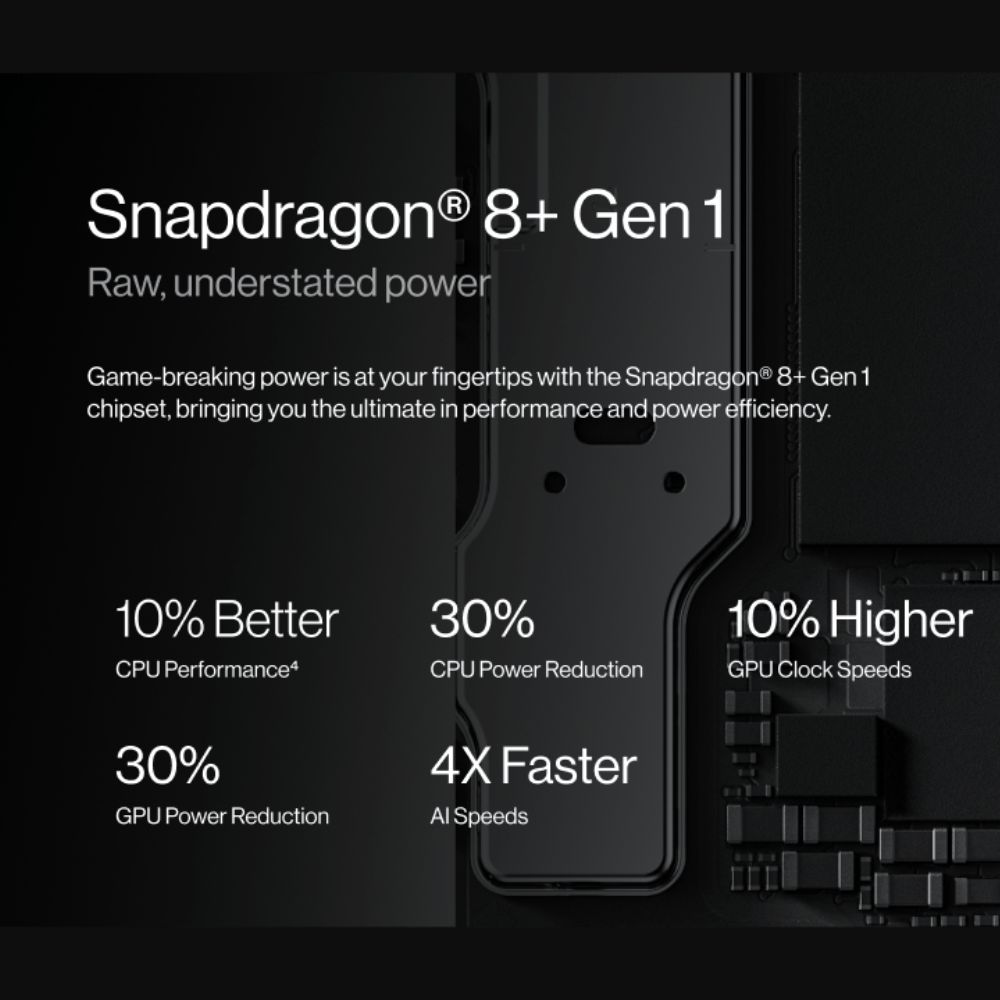 Snapdragon® 8+ Gen 1
Raw, understated power
Game-breaking power is at your fingertips with the Snapdragon® 8+ Gen 1
chipset, bringing you the ultimate in performance and power efficiency.
10% Better
CPU Performance⁴
30%
CPU Power Reduction
10% Higher
GPU Clock Speeds
30%
GPU Power Reduction
4X Faster
AI Speeds